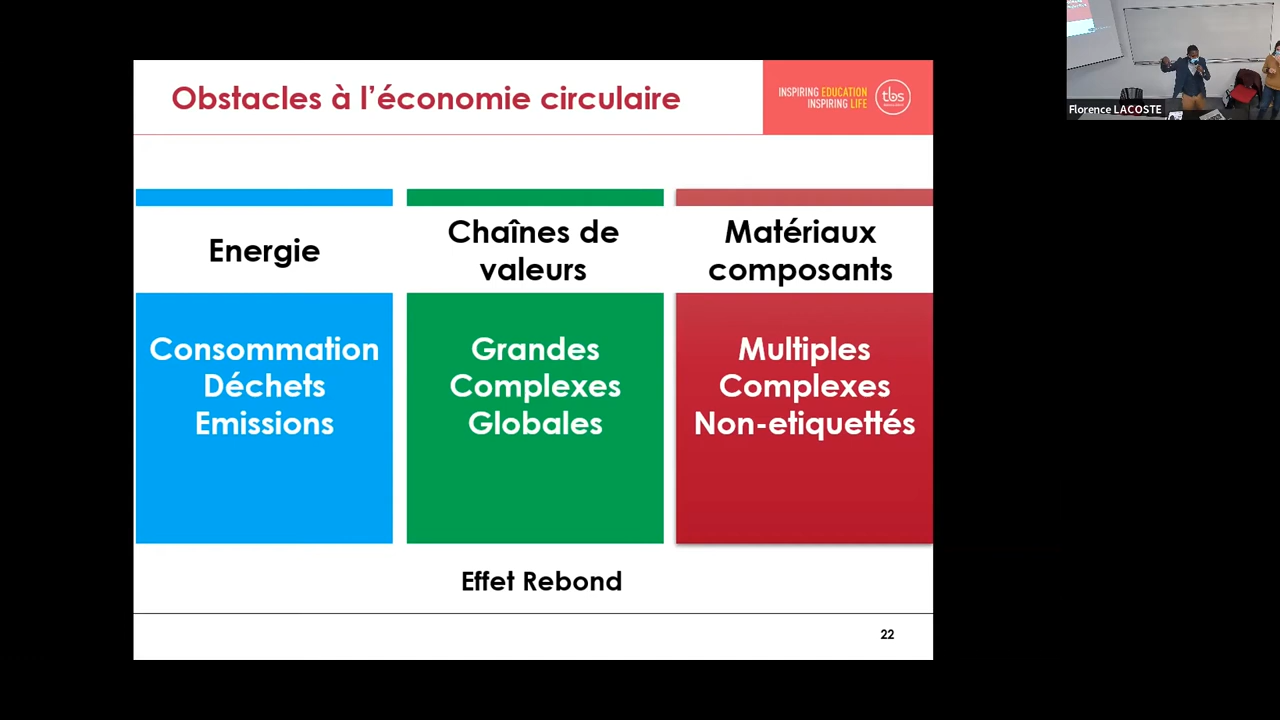 Obstacles à l'économie circulaire
INSPIRING EDUCATION
INSPIRING LIFE
tbs
Florence LACOSTE
Energie
Chaînes de
valeurs
Matériaux
composants
Consommation
Déchets
Emissions
Grandes
Complexes
Globales
Multiples
Complexes
Non-etiquettés
Effet Rebond
22